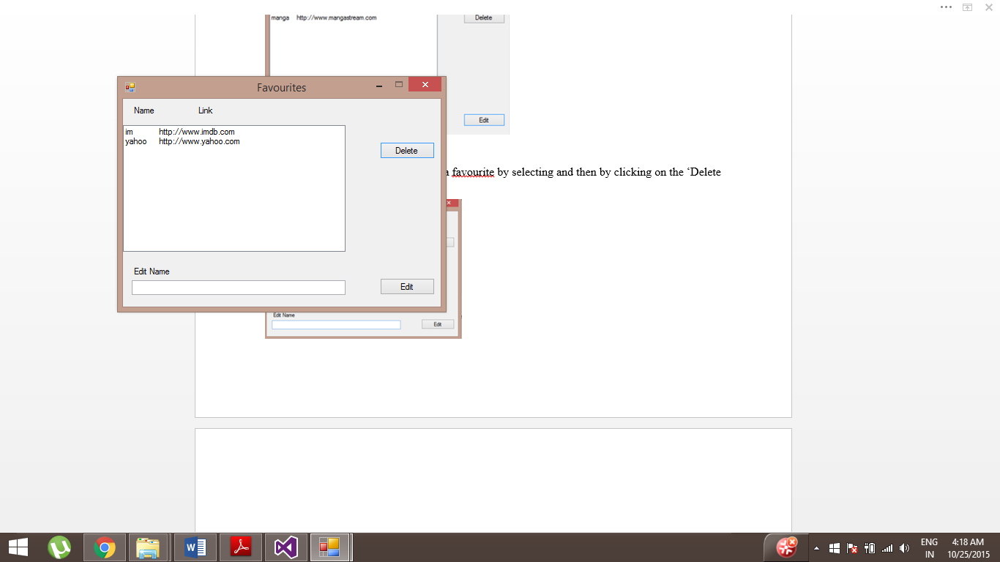 manga http://www.mangastream.com
Delete
Favourites
Name Link
im http://www.imdb.com
yahoo http://www.yahoo.com
Delete
Edit
a favourite by selecting and then by clicking on the ‘Delete
Edit Name
Edit
Edit Name
Edit
ENG
IN
4:18 AM
10/25/2015